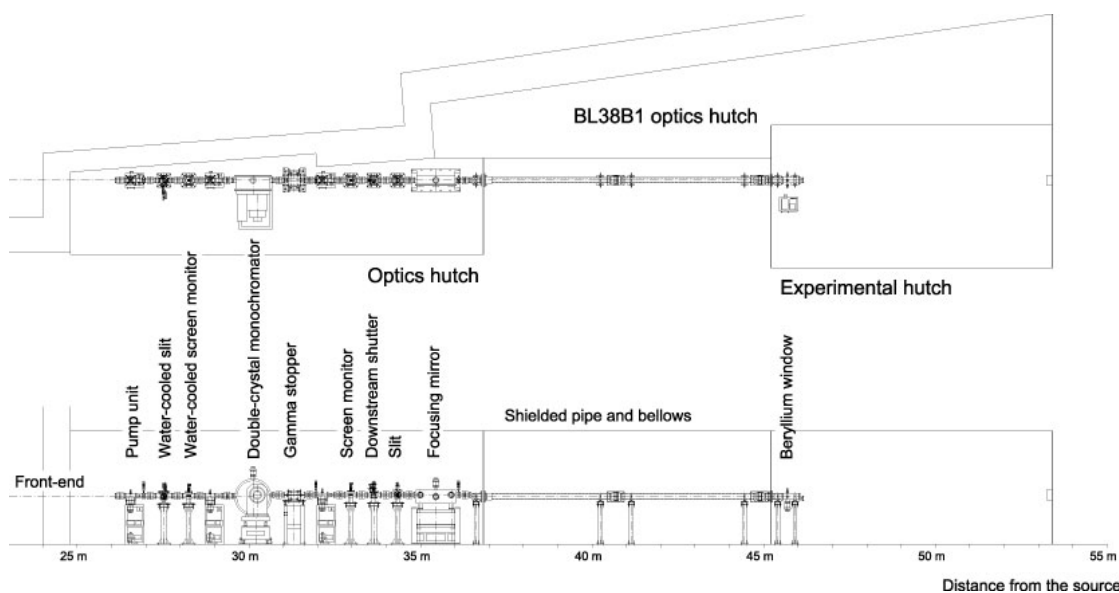 BL38B1 optics hutch
Optics hutch
Experimental hutch
Pump unit
Water-cooled slit
Water-cooled screen monitor
Double-crystal monochromator
Gamma stopper
Screen monitor
Downstream shutter
Slit
Focusing mirror
Shielded pipe and bellows
Beryllium window
Front-end
25 m
30 m
35 m
40 m
45 m
50 m
55 m
Distance from the source